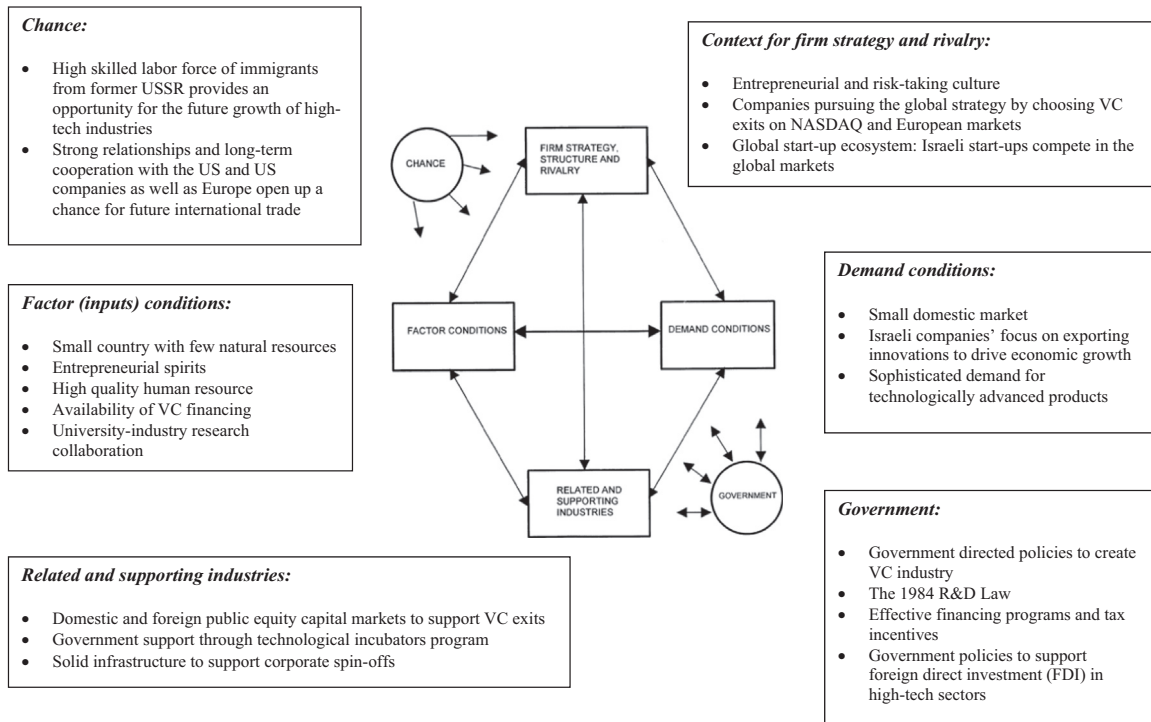 Chance:
• High skilled labor force of immigrants
from former USSR provides an
opportunity for the future growth of high-
tech industries
• Strong relationships and long-term
cooperation with the US and US
companies as well as Europe open up a
chance for future international trade
Context for firm strategy and rivalry:
• Entrepreneurial and risk-taking culture
• Companies pursuing the global strategy by choosing VC
exits on NASDAQ and European markets
• Global start-up ecosystem: Israeli start-ups compete in the
global markets
CHANCE
FIRM STRATEGY,
STRUCTURE AND
RIVALRY
Factor (inputs) conditions:
• Small country with few natural resources
• Entrepreneurial spirits
• High quality human resource
• Availability of VC financing
• University-industry research
collaboration
FACTOR CONDITIONS
DEMAND CONDITIONS
Demand conditions:
• Small domestic market
• Israeli companies’ focus on exporting
innovations to drive economic growth
• Sophisticated demand for
technologically advanced products
RELATED AND
SUPPORTING
INDUSTRIES
GOVERNMENT
Related and supporting industries:
• Domestic and foreign public equity capital markets to support VC exits
• Government support through technological incubators program
• Solid infrastructure to support corporate spin-offs
Government:
• Government directed policies to create
VC industry
• The 1984 R&D Law
• Effective financing programs and tax
incentives
• Government policies to support
foreign direct investment (FDI) in
high-tech sectors